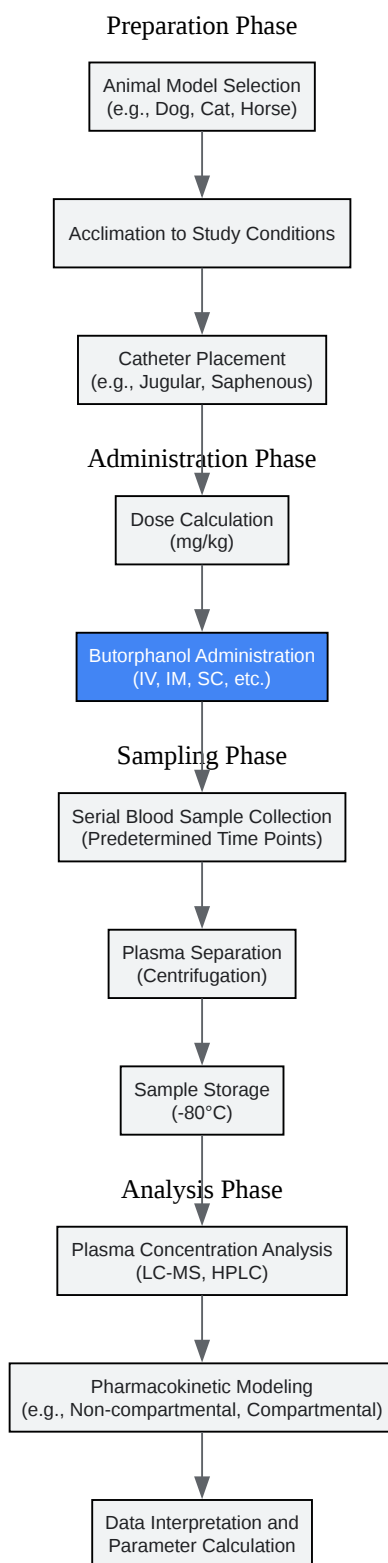 Preparation Phase
Animal Model Selection
(e.g., Dog, Cat, Horse)
Acclimation to Study Conditions
Catheter Placement
(e.g., Jugular, Saphenous)
Administration Phase
Dose Calculation
(mg/kg)
Butorphanol Administration
(IV, IM, SC, etc.)
Sampling Phase
Serial Blood Sample Collection
(Predetermined Time Points)
Plasma Separation
(Centrifugation)
Sample Storage
(-80°C)
Analysis Phase
Plasma Concentration Analysis
(LC-MS, HPLC)
Pharmacokinetic Modeling
(e.g., Non-compartmental, Compartmental)
Data Interpretation and
Parameter Calculation